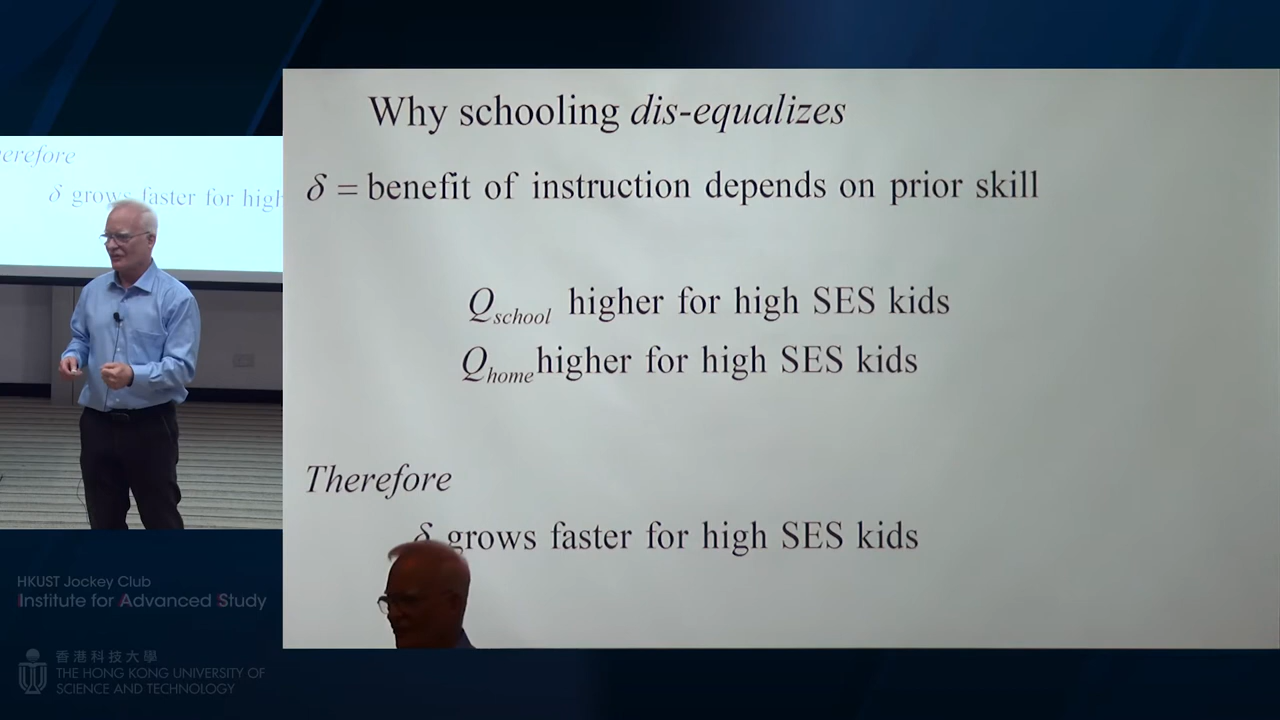 Why schooling dis-equalizes
δ = benefit of instruction depends on prior skill
Q_school higher for high SES kids
Q_home higher for high SES kids
Therefore
δ grows faster for high SES kids
erefore
δ grows faster for high
HKUST Jockey Club
Institute for Advanced Study
香港科技大學
THE HONG KONG UNIVERSITY OF
SCIENCE AND TECHNOLOGY